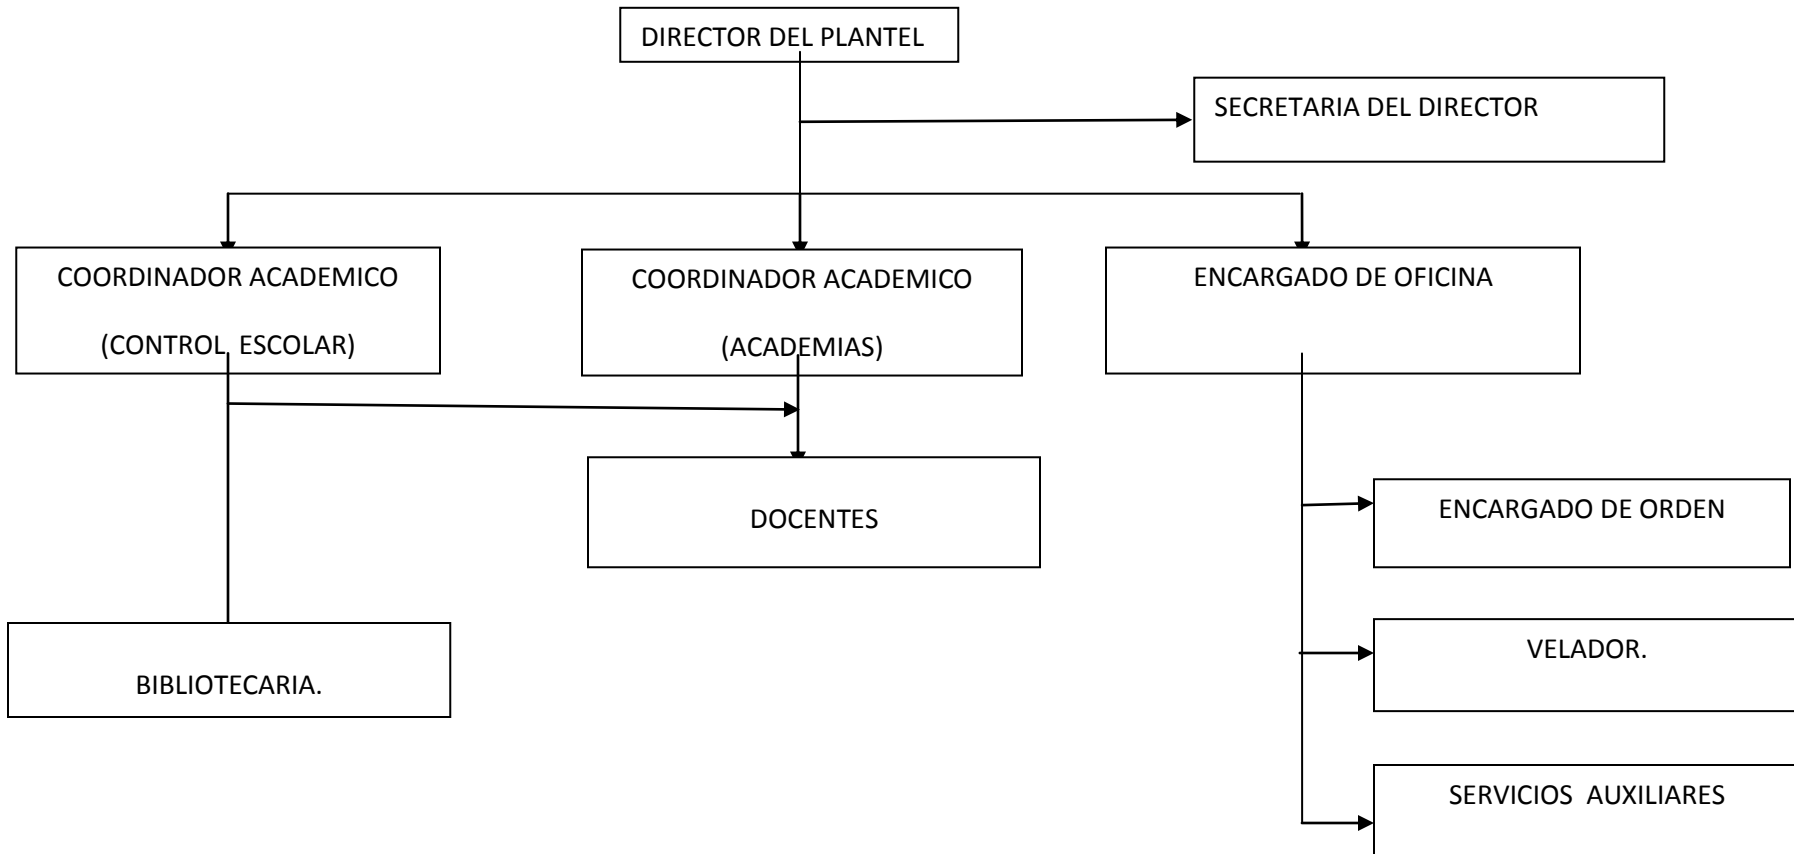 DIRECTOR DEL PLANTEL
SECRETARIA DEL DIRECTOR
COORDINADOR ACADEMICO
(CONTROL ESCOLAR)
COORDINADOR ACADEMICO
(ACADEMIAS)
ENCARGADO DE OFICINA
DOCENTES
ENCARGADO DE ORDEN
BIBLIOTECARIA.
VELADOR.
SERVICIOS AUXILIARES